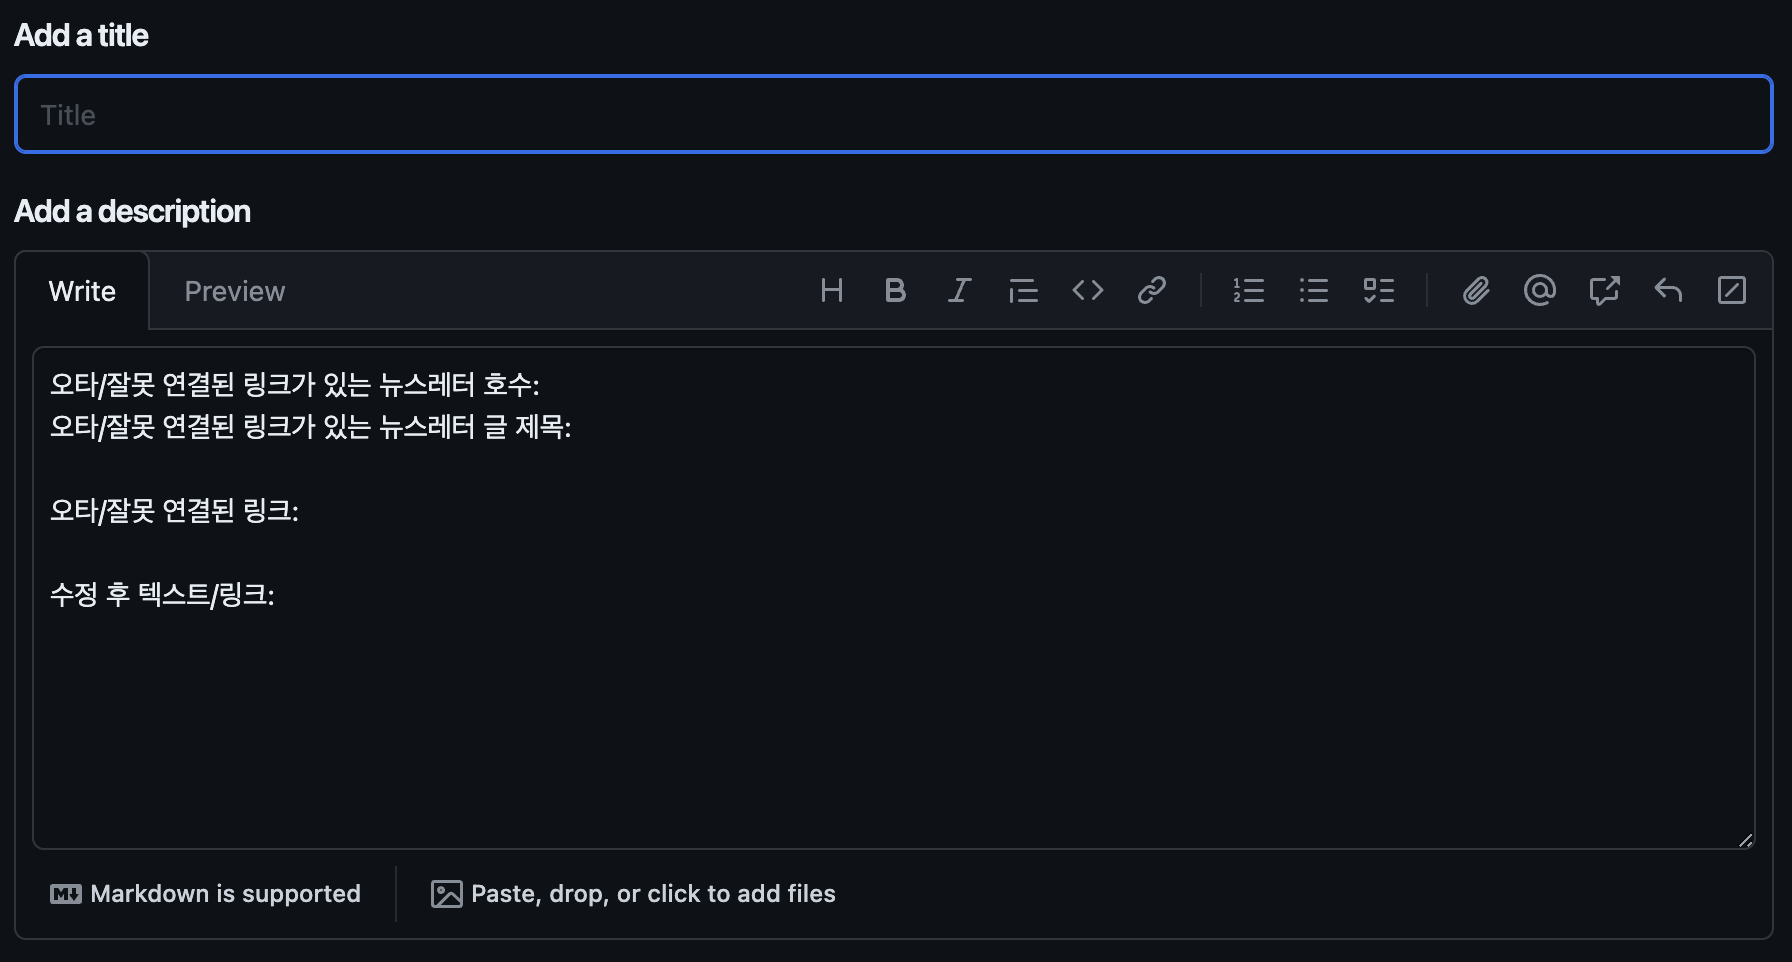 Add a title
Title
Add a description
Write
Preview
오타/잘못 연결된 링크가 있는 뉴스레터 호수:
오타/잘못 연결된 링크가 있는 뉴스레터 글 제목:
오타/잘못 연결된 링크:
수정 후 텍스트/링크:
Markdown is supported
Paste, drop, or click to add files